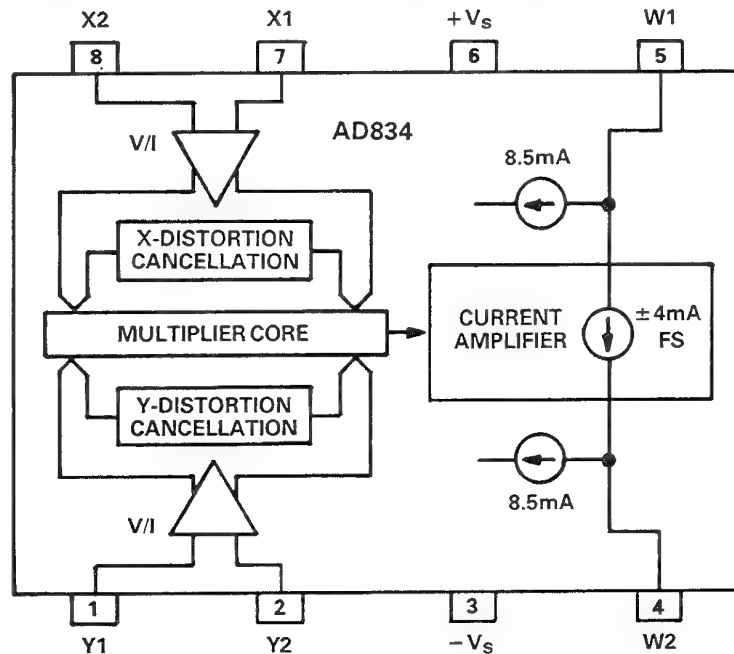 X2 X1 +Vs W1
8 7 6 5
AD834
V/I
8.5mA
X-DISTORTION
CANCELLATION
MULTIPLIER CORE
CURRENT
AMPLIFIER
±4mA
FS
Y-DISTORTION
CANCELLATION
V/I
8.5mA
1 2 3 4
Y1 Y2 −Vs W2